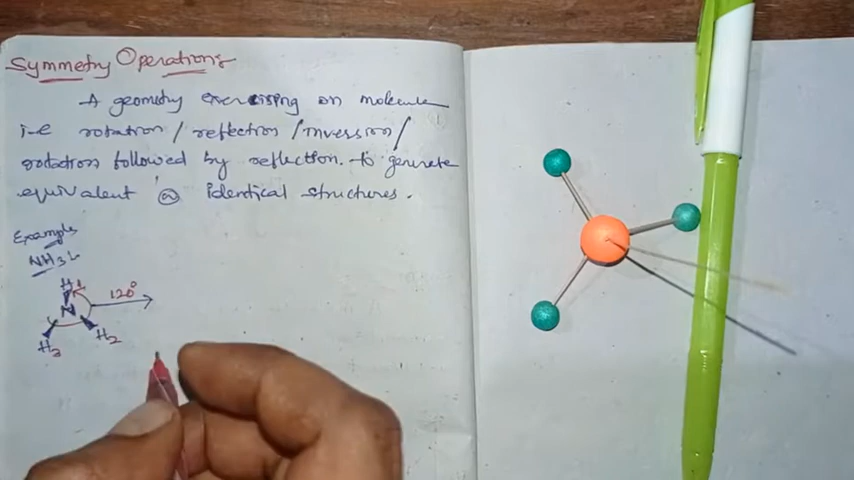 Symmetry Operations
A geometry exercising on molecule
i-e rotation / reflection / inversion /
rotation followed by reflection. to generate
equivalent identical structures.
Example
NH3
H1
120°
N
H3 H2